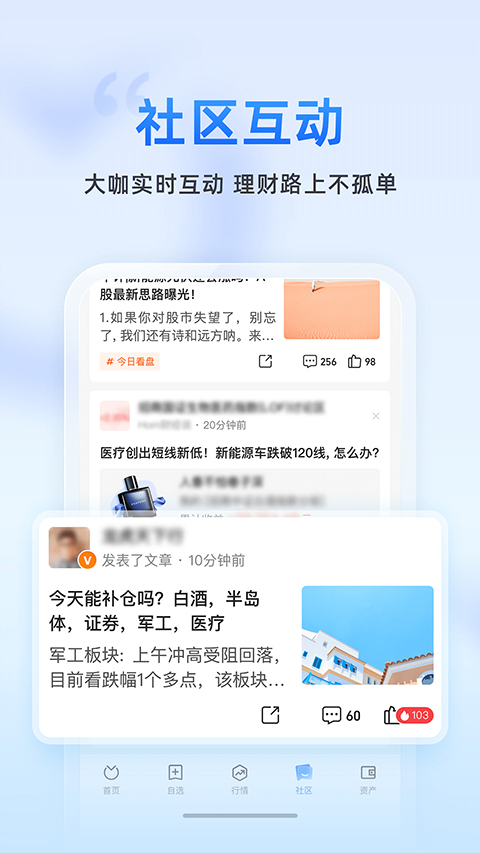 社区互动
大咖实时互动 理财路上不孤单
股最新思路曝光！
1.如果你对股市失望了，别忘
了，我们还有诗和远方呐。来…
# 今日看盘
256
98
20分钟前
医疗创出短线新低！新能源车跌破120线，怎么办？
V
发表了文章 · 10分钟前
今天能补仓吗？白酒，半岛
体，证券，军工，医疗
军工板块: 上午冲高受阻回落，
目前看跌幅1个多点，该板块…
60
103
首页
自选
行情
社区
资产